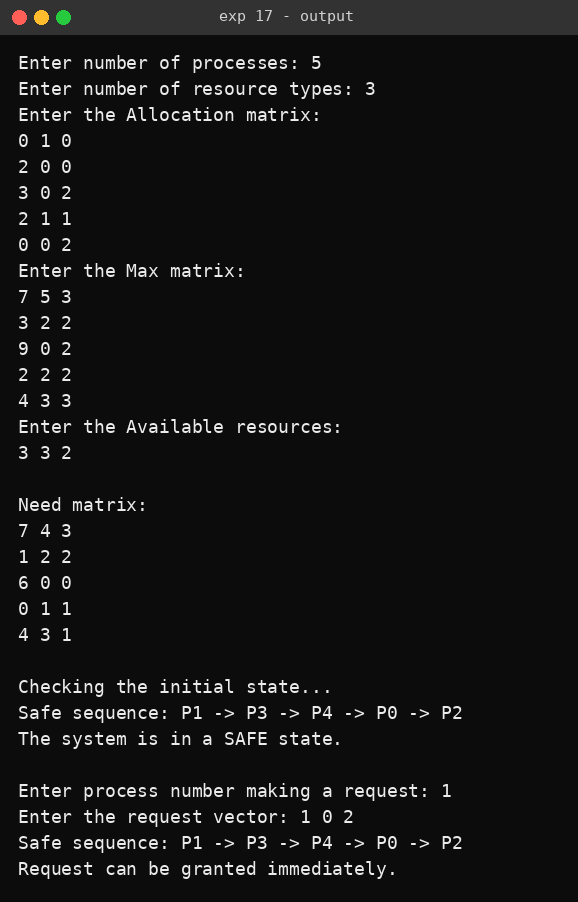 exp 17 - output
Enter number of processes: 5
Enter number of resource types: 3
Enter the Allocation matrix:
0 1 0
2 0 0
3 0 2
2 1 1
0 0 2
Enter the Max matrix:
7 5 3
3 2 2
9 0 2
2 2 2
4 3 3
Enter the Available resources:
3 3 2

Need matrix:
7 4 3
1 2 2
6 0 0
0 1 1
4 3 1

Checking the initial state...
Safe sequence: P1 -> P3 -> P4 -> P0 -> P2
The system is in a SAFE state.

Enter process number making a request: 1
Enter the request vector: 1 0 2
Safe sequence: P1 -> P3 -> P4 -> P0 -> P2
Request can be granted immediately.